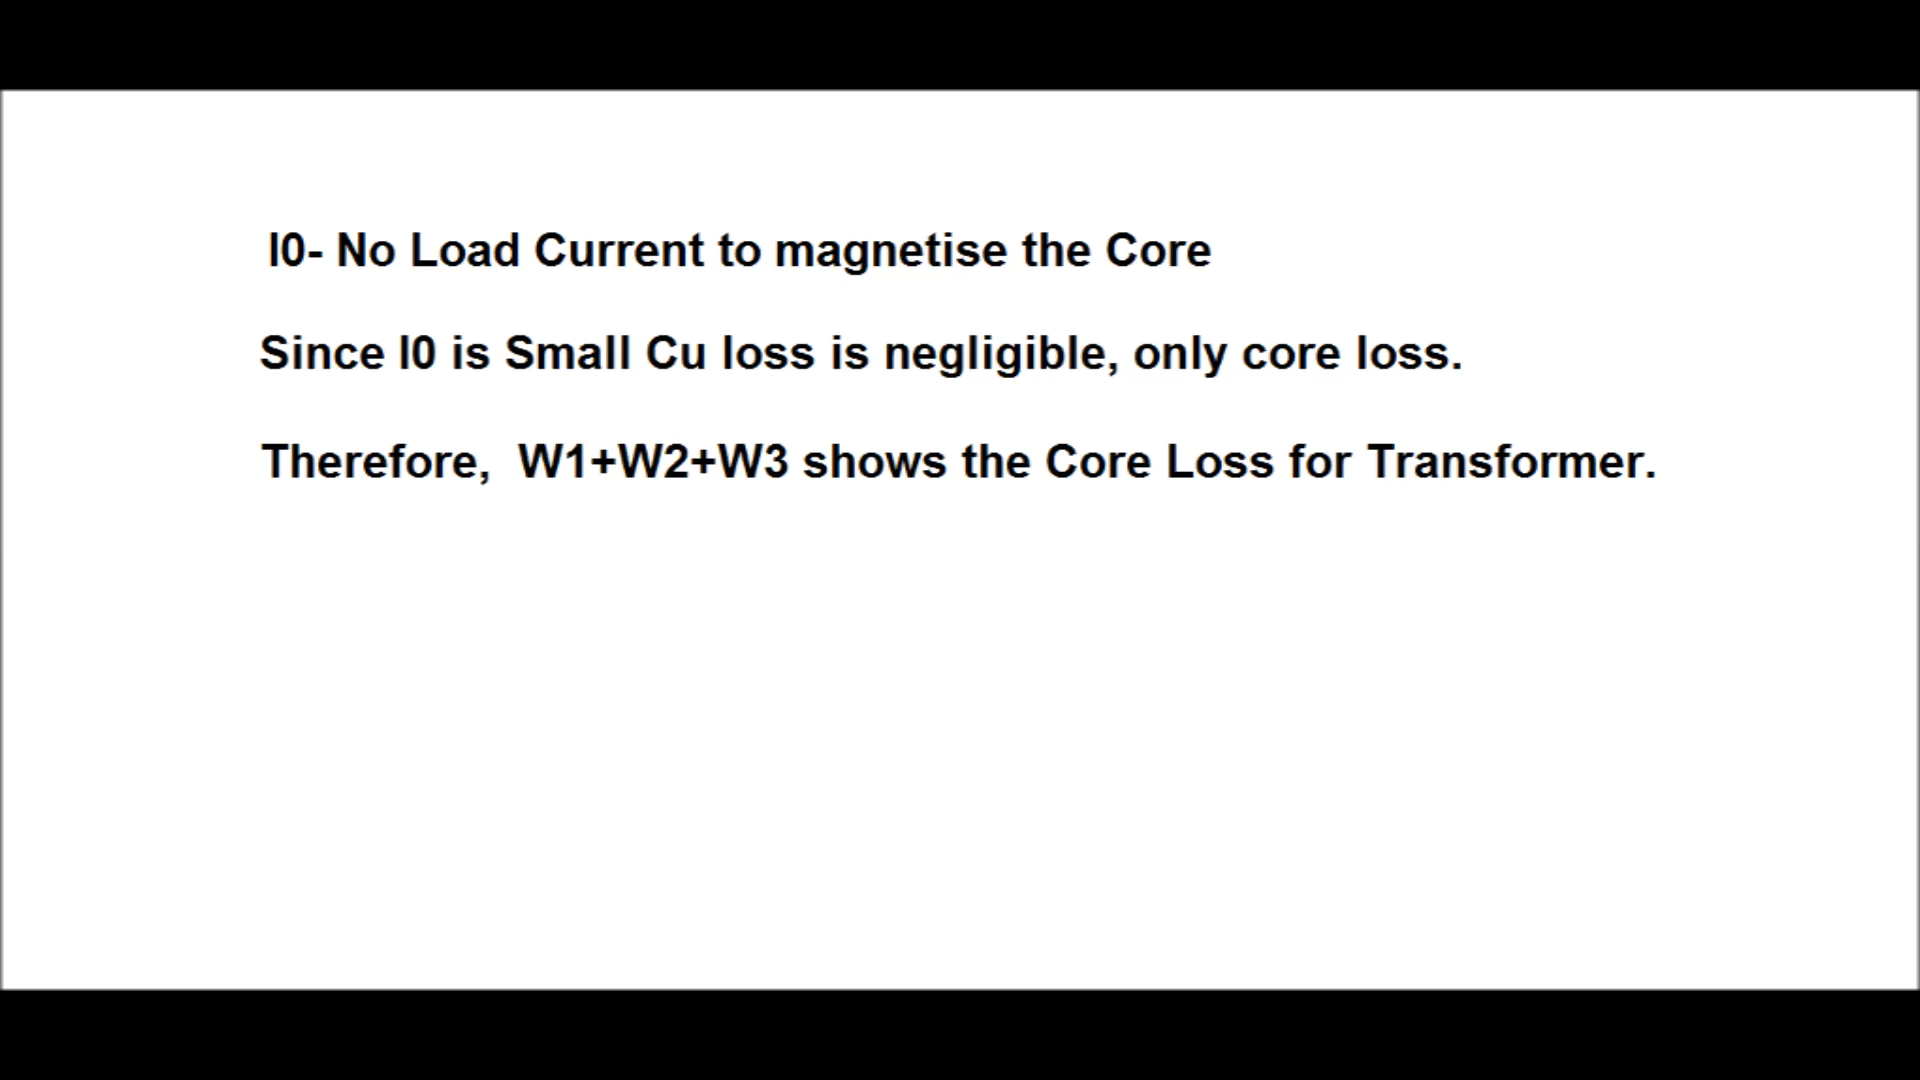 I0- No Load Current to magnetise the Core
Since I0 is Small Cu loss is negligible, only core loss.
Therefore,  W1+W2+W3 shows the Core Loss for Transformer.